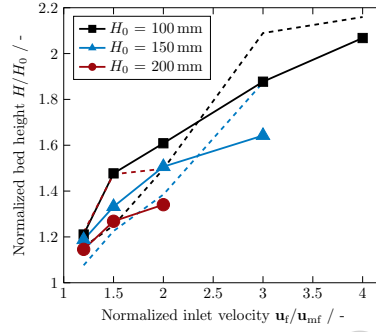 2.2
2
1.8
1.6
1.4
1.2
1
1 1.5 2 2.5 3 3.5 4
Normalized bed height H/H₀ / -
H₀ = 100 mm
H₀ = 150 mm
H₀ = 200 mm
Normalized inlet velocity u_f/u_mf / -